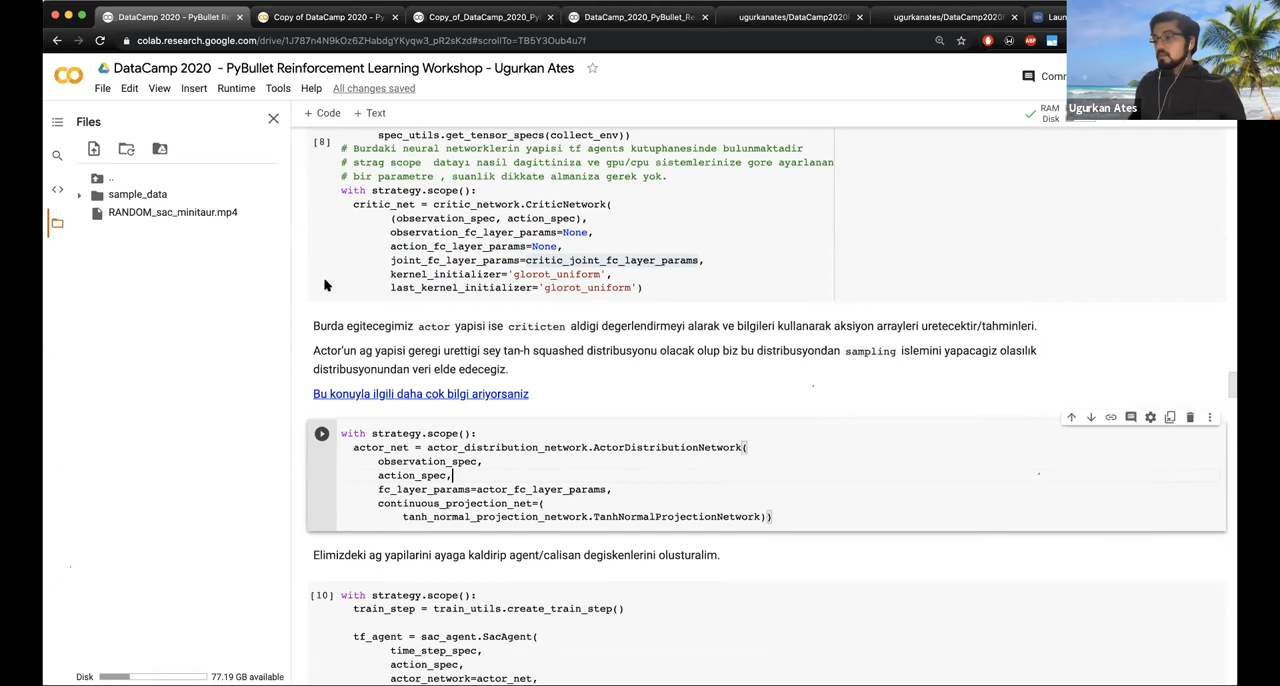 DataCamp 2020 - PyBullet Re
Copy of DataCamp 2020 - Py
Copy_of_DataCamp_2020_PyB
DataCamp_2020_PyBullet_Re
ugurkanates/DataCamp2020F
ugurkanates/DataCamp2020F
Laun
colab.research.google.com/drive/1J787n4N9kOz6ZHabdgYKyqw3_pR2sKzd#scrollTo=TB5Y3Oub4u7f
DataCamp 2020 - PyBullet Reinforcement Learning Workshop - Ugurkan Ates
File Edit View Insert Runtime Tools Help All changes saved
Comm
Ugurkan Ates
Files
+ Code + Text
RAM
Disk
..
sample_data
RANDOM_sac_minitaur.mp4
spec_utils.get_tensor_specs(collect_env))
[8] # Burdaki neural networklerin yapisi tf agents kutuphanesinde bulunmaktadir
# strag scope datayı nasil dagittiniza ve gpu/cpu sistemlerinize gore ayarlanan
# bir parametre , suanlik dikkate almaniza gerek yok.
with strategy.scope():
critic_net = critic_network.CriticNetwork(
(observation_spec, action_spec),
observation_fc_layer_params=None,
action_fc_layer_params=None,
joint_fc_layer_params=critic_joint_fc_layer_params,
kernel_initializer='glorot_uniform',
last_kernel_initializer='glorot_uniform')
Burda egitecegimiz actor yapisi ise criticten aldigi degerlendirmeyi alarak ve bilgileri kullanarak aksiyon arrayleri uretecektir/tahminleri.
Actor'un ag yapisi geregi urettigi sey tan-h squashed distribusyonu olacak olup biz bu distribusyondan sampling islemini yapacagiz olasılık
distribusyonundan veri elde edecegiz.
Bu konuyla ilgili daha cok bilgi ariyorsaniz
with strategy.scope():
actor_net = actor_distribution_network.ActorDistributionNetwork(
observation_spec,
action_spec,
fc_layer_params=actor_fc_layer_params,
continuous_projection_net=(
tanh_normal_projection_network.TanhNormalProjectionNetwork))
Elimizdeki ag yapilarini ayaga kaldirip agent/calisan degiskenlerini olusturalim.
[10] with strategy.scope():
train_step = train_utils.create_train_step()
tf_agent = sac_agent.SacAgent(
time_step_spec,
action_spec,
actor_network=actor_net,
Disk 77.19 GB available